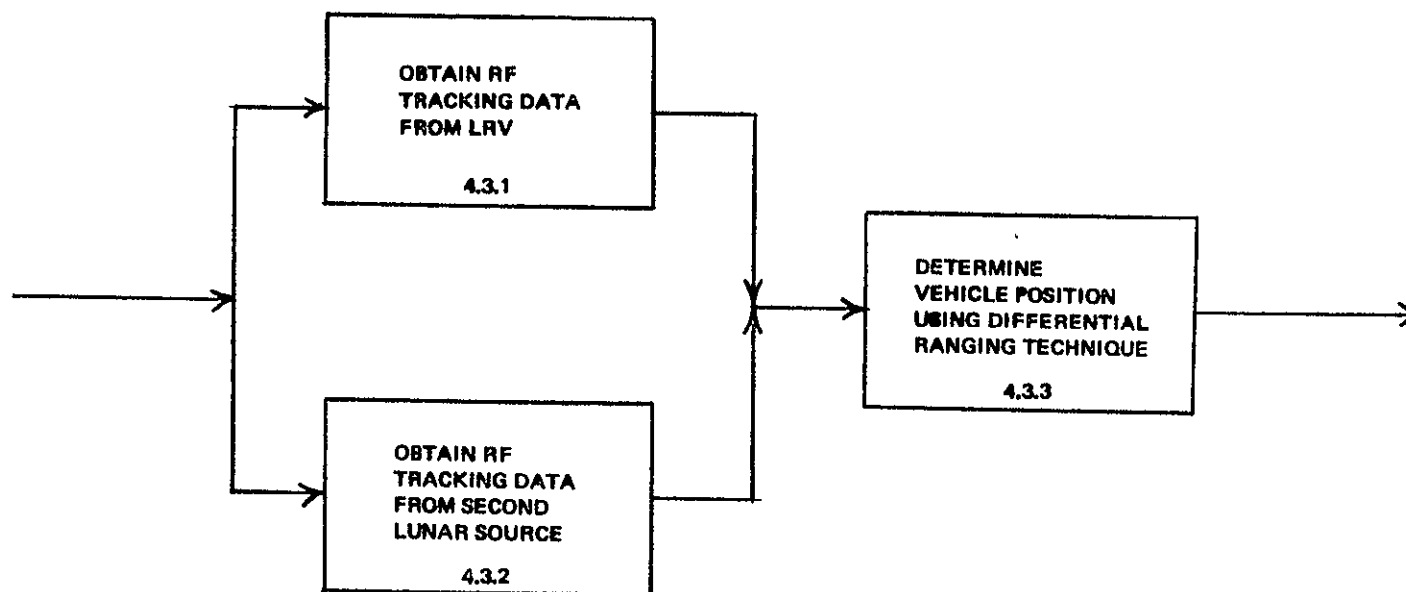 OBTAIN RF
TRACKING DATA
FROM LRV
4.3.1
OBTAIN RF
TRACKING DATA
FROM SECOND
LUNAR SOURCE
4.3.2
DETERMINE
VEHICLE POSITION
USING DIFFERENTIAL
RANGING TECHNIQUE
4.3.3